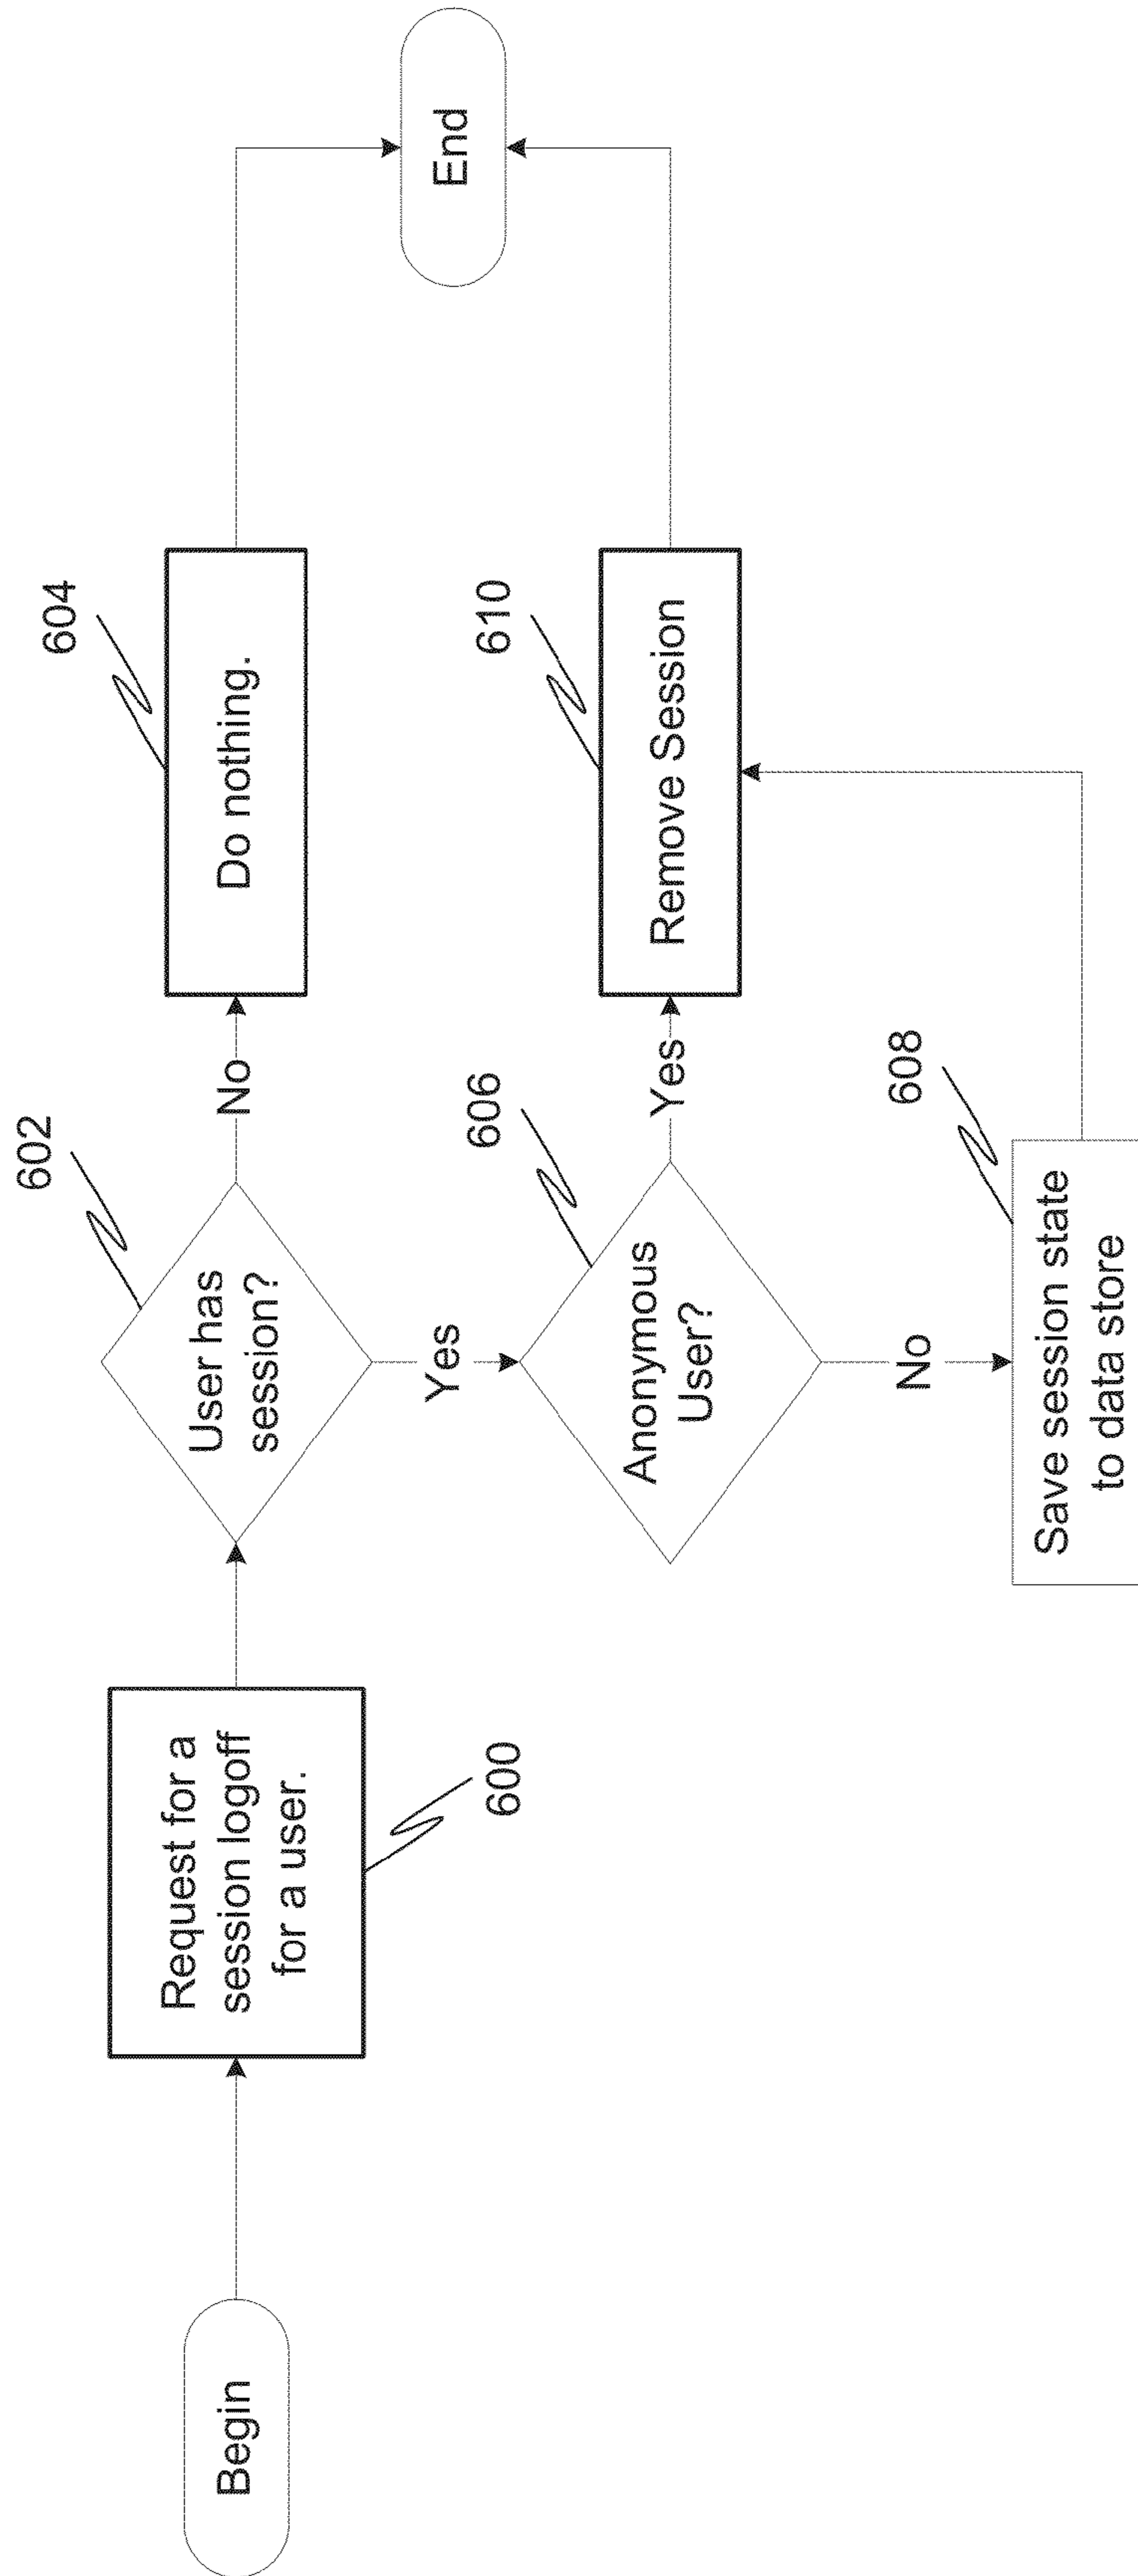 Begin
Request for a
session logoff
for a user.
600
602
User has
session?
No
604
Do nothing.
End
Yes
606
Anonymous
User?
Yes
610
Remove Session
No
608
Save session state
to data store